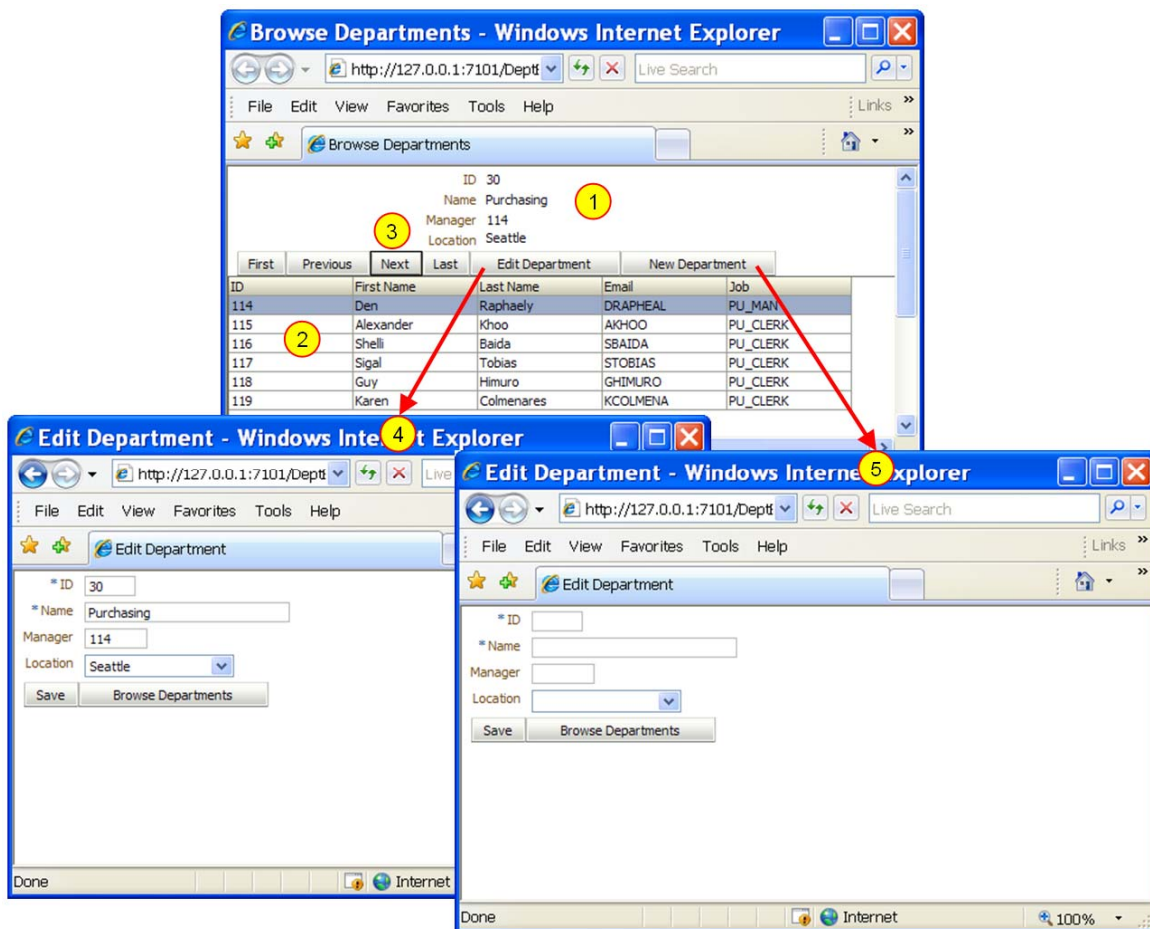 Browse Departments - Windows Internet Explorer
http://127.0.0.1:7101/Dept
Live Search
File Edit View Favorites Tools Help
Links »
Browse Departments
»
ID 30
Name Purchasing
1
Manager 114
3
Location Seattle
First Previous Next Last Edit Department New Department
ID First Name Last Name Email Job
114 Den Raphaely DRAPHEAL PU_MAN
115 Alexander Khoo AKHOO PU_CLERK
2
116 Shelli Baida SBAIDA PU_CLERK
117 Sigal Tobias STOBIAS PU_CLERK
118 Guy Himuro GHIMURO PU_CLERK
119 Karen Colmenares KCOLMENA PU_CLERK
4
Edit Department - Windows Inte t Explorer
http://127.0.0.1:7101/Dept
Live
File Edit View Favorites Tools Help
Edit Department
* ID 30
* Name Purchasing
Manager 114
Location Seattle
Save Browse Departments
Done
Internet
5
Edit Department - Windows Interne xplorer
http://127.0.0.1:7101/Dept
Live Search
File Edit View Favorites Tools Help
Links »
Edit Department
»
* ID
* Name
Manager
Location
Save Browse Departments
Done
Internet
100%